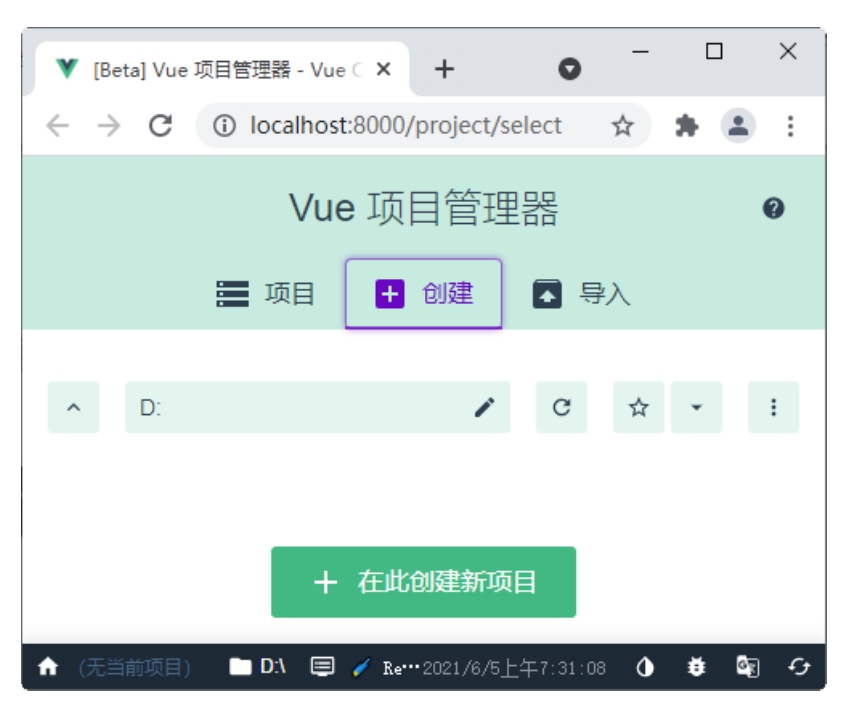 [Beta] Vue 项目管理器 - Vue C
localhost:8000/project/select
Vue 项目管理器
项目
创建
导入
D:
在此创建新项目
(无当前项目) D:\ Re…2021/6/5上午7:31:08